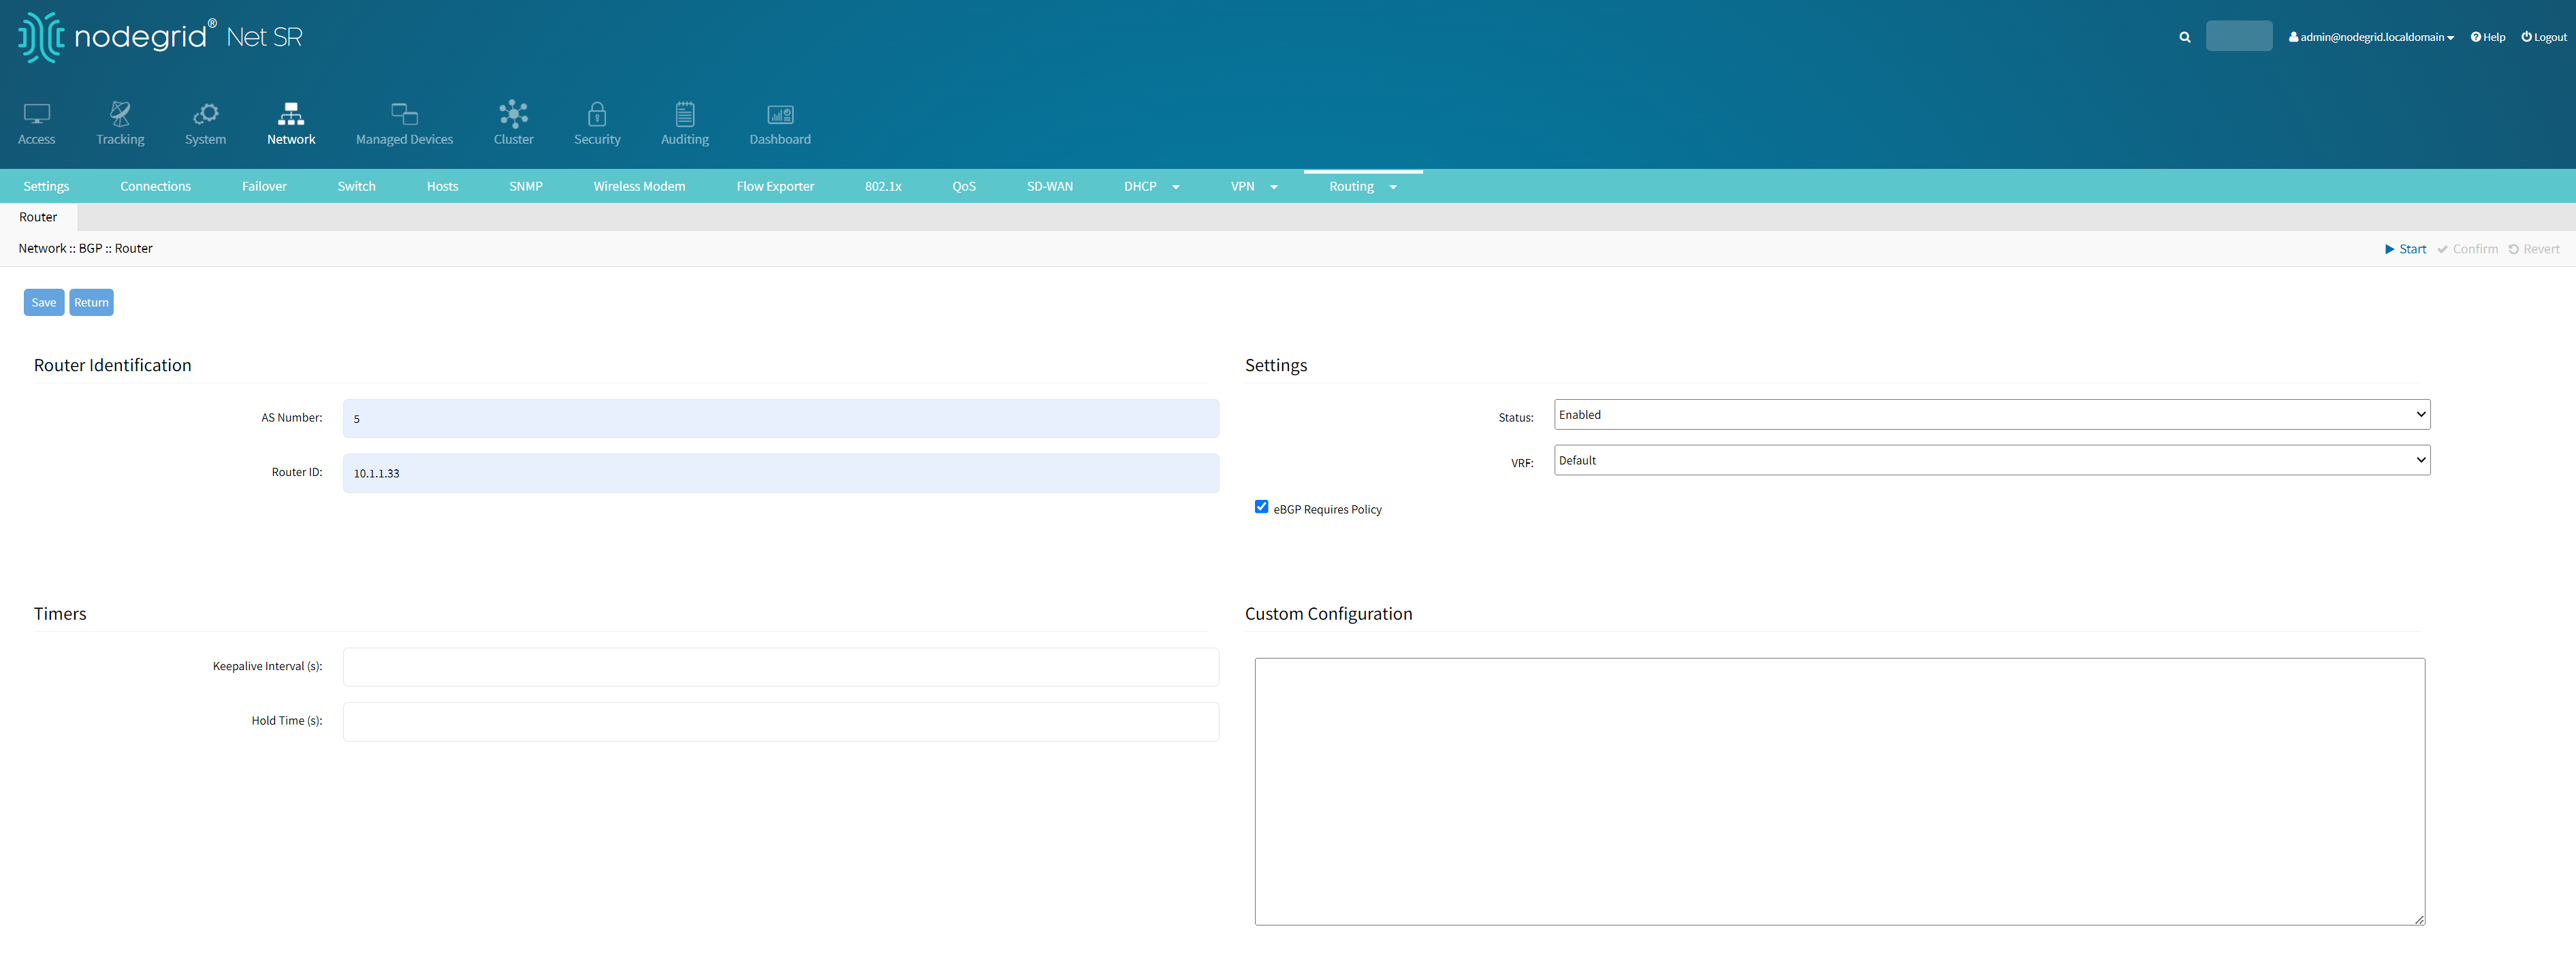 nodegrid® Net SR
admin@nodegrid.localdomain Help Logout
Access Tracking System Network Managed Devices Cluster Security Auditing Dashboard
Settings Connections Failover Switch Hosts SNMP Wireless Modem Flow Exporter 802.1x QoS SD-WAN DHCP VPN Routing
Router
Network :: BGP :: Router
Start Confirm Revert
Save Return
Router Identification
AS Number: 5
Router ID: 10.1.1.33
Settings
Status: Enabled
VRF: Default
eBGP Requires Policy
Timers
Keepalive Interval (s):
Hold Time (s):
Custom Configuration